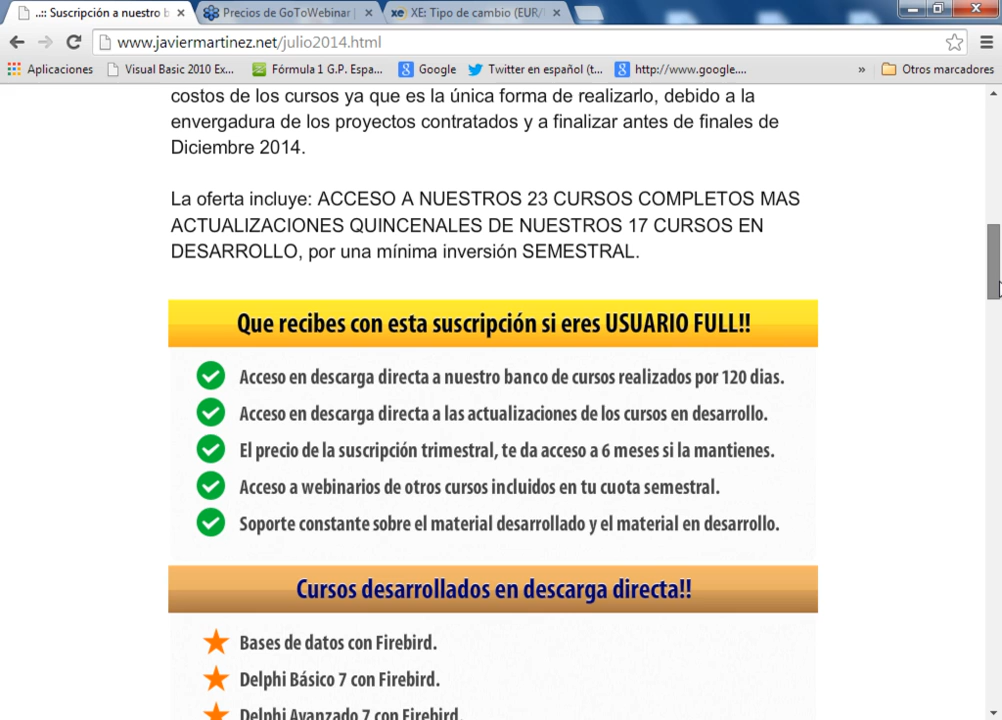 ..:: Suscripción a nuestro b
Precios de GoToWebinar |
XE: Tipo de cambio (EUR/
www.javiermartinez.net/julio2014.html
Aplicaciones
Visual Basic 2010 Ex...
Fórmula 1 G.P. Espa...
Google
Twitter en español (t...
http://www.google....
»
Otros marcadores
costos de los cursos ya que es la única forma de realizarlo, debido a la
envergadura de los proyectos contratados y a finalizar antes de finales de
Diciembre 2014.
La oferta incluye: ACCESO A NUESTROS 23 CURSOS COMPLETOS MAS
ACTUALIZACIONES QUINCENALES DE NUESTROS 17 CURSOS EN
DESARROLLO, por una mínima inversión SEMESTRAL.
Que recibes con esta suscripción si eres USUARIO FULL!!
Acceso en descarga directa a nuestro banco de cursos realizados por 120 dias.
Acceso en descarga directa a las actualizaciones de los cursos en desarrollo.
El precio de la suscripción trimestral, te da acceso a 6 meses si la mantienes.
Acceso a webinarios de otros cursos incluidos en tu cuota semestral.
Soporte constante sobre el material desarrollado y el material en desarrollo.
Cursos desarrollados en descarga directa!!
Bases de datos con Firebird.
Delphi Básico 7 con Firebird.
Delphi Avanzado 7 con Firebird.